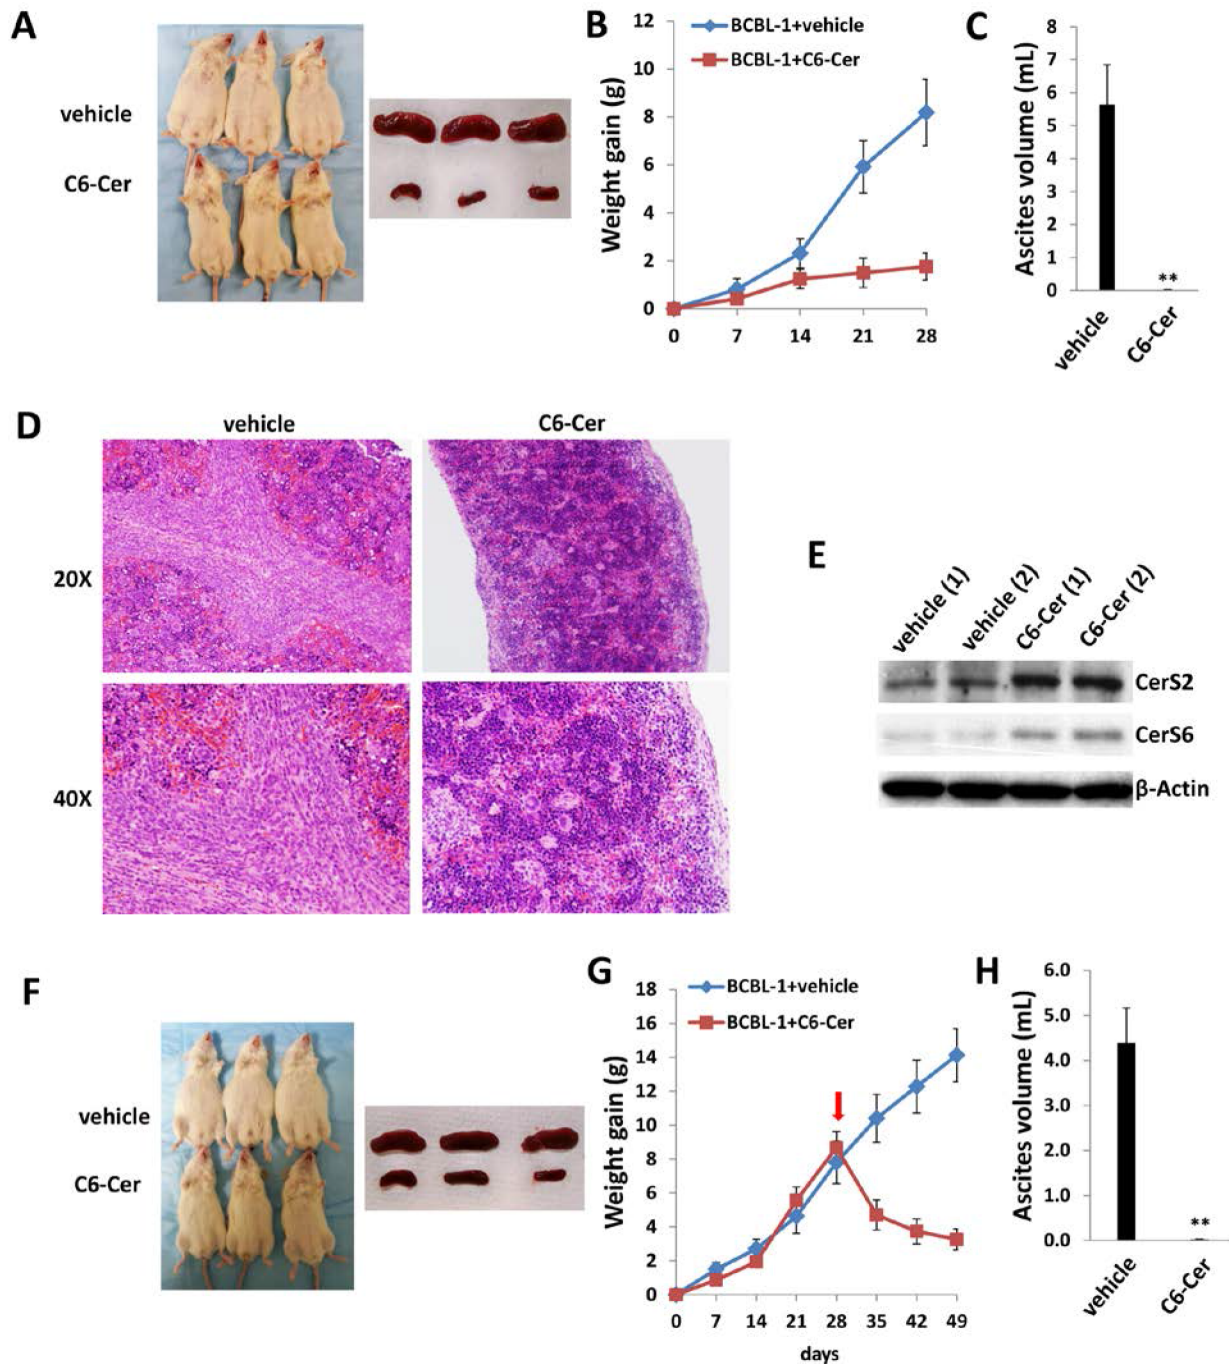 A
vehicle
C6-Cer
B
BCBL-1+vehicle
BCBL-1+C6-Cer
Weight gain (g)
12
10
8
6
4
2
0
0 7 14 21 28
C
Ascites volume (mL)
8
7
6
5
4
3
2
1
0
**
vehicle
C6-Cer
D
vehicle C6-Cer
20X
40X
E
vehicle (1) vehicle (2) C6-Cer (1) C6-Cer (2)
CerS2
CerS6
β-Actin
F
vehicle
C6-Cer
G
BCBL-1+vehicle
BCBL-1+C6-Cer
Weight gain (g)
18
16
14
12
10
8
6
4
2
0
0 7 14 21 28 35 42 49
days
H
Ascites volume (mL)
6.0
5.0
4.0
3.0
2.0
1.0
0.0
**
vehicle
C6-Cer